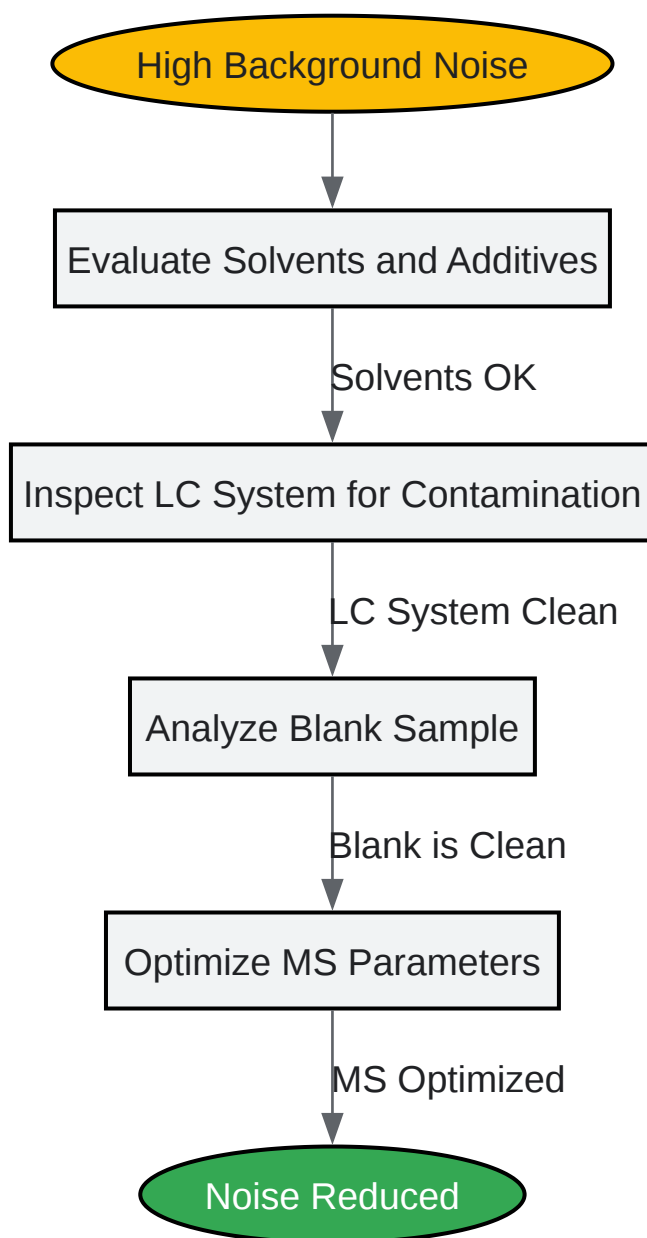 High Background Noise
Evaluate Solvents and Additives
Solvents OK
Inspect LC System for Contamination
LC System Clean
Analyze Blank Sample
Blank is Clean
Optimize MS Parameters
MS Optimized
Noise Reduced